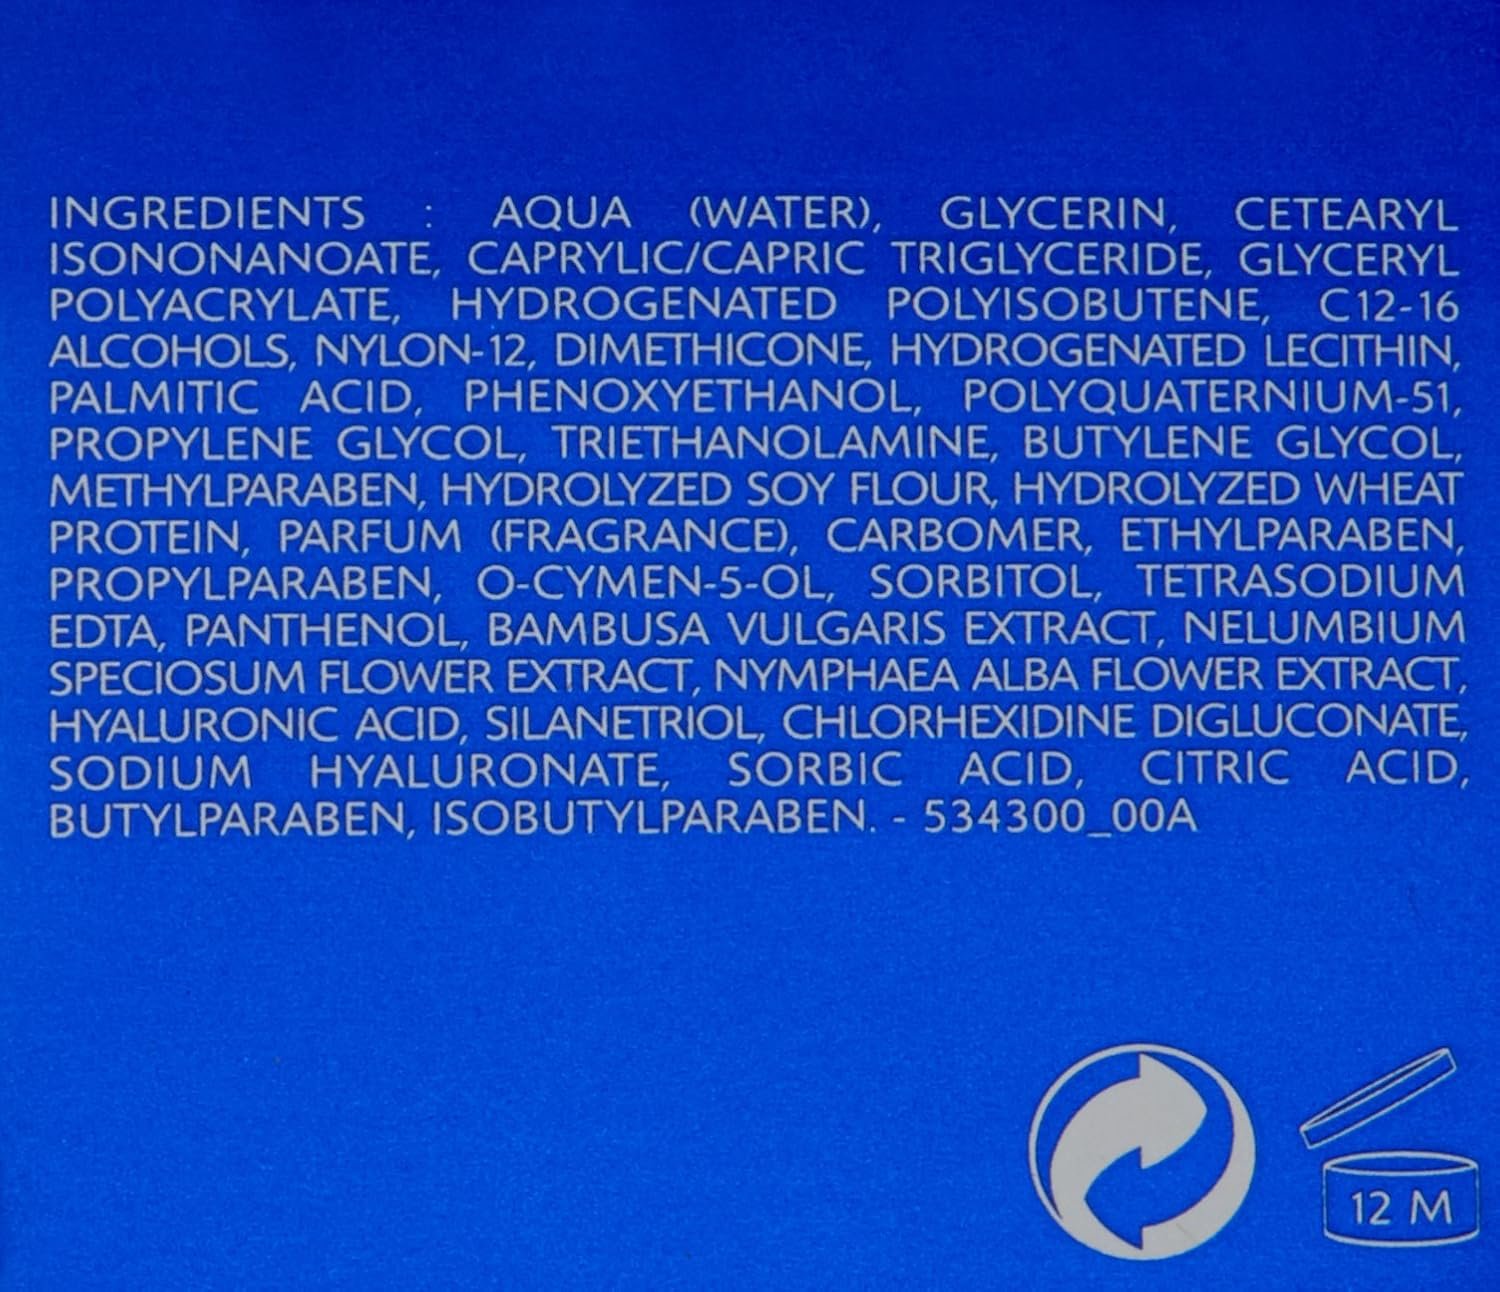 INGREDIENTS : AQUA (WATER), GLYCERIN, CETEARYL
ISONONANOATE, CAPRYLIC/CAPRIC TRIGLYCERIDE, GLYCERYL
POLYACRYLATE, HYDROGENATED POLYISOBUTENE, C12-16
ALCOHOLS, NYLON-12, DIMETHICONE, HYDROGENATED LECITHIN,
PALMITIC ACID, PHENOXYETHANOL, POLYQUATERNIUM-51,
PROPYLENE GLYCOL, TRIETHANOLAMINE, BUTYLENE GLYCOL,
METHYLPARABEN, HYDROLYZED SOY FLOUR, HYDROLYZED WHEAT
PROTEIN, PARFUM (FRAGRANCE), CARBOMER, ETHYLPARABEN,
PROPYLPARABEN, O-CYMEN-5-OL, SORBITOL, TETRASODIUM
EDTA, PANTHENOL, BAMBUSA VULGARIS EXTRACT, NELUMBIUM
SPECIOSUM FLOWER EXTRACT, NYMPHAEA ALBA FLOWER EXTRACT,
HYALURONIC ACID, SILANETRIOL, CHLORHEXIDINE DIGLUCONATE,
SODIUM HYALURONATE, SORBIC ACID, CITRIC ACID,
BUTYLPARABEN, ISOBUTYLPARABEN. - 534300_00A
12 M